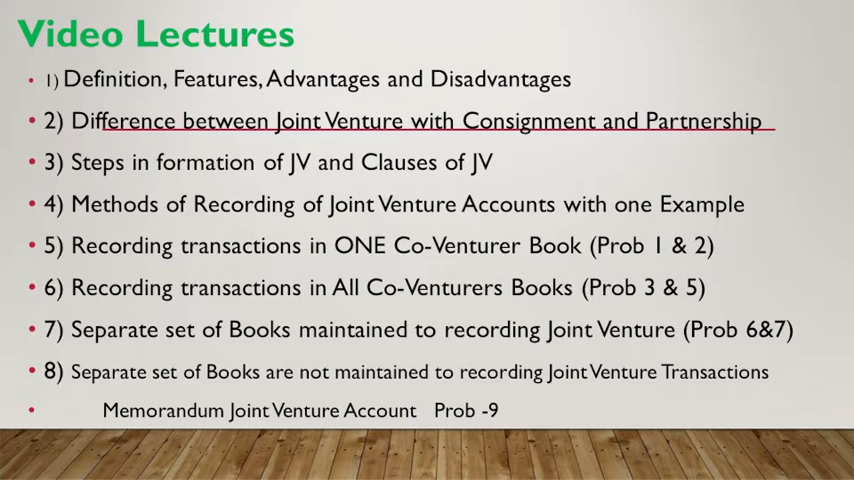 Video Lectures
• 1) Definition, Features, Advantages and Disadvantages
• 2) Difference between Joint Venture with Consignment and Partnership
• 3) Steps in formation of JV and Clauses of JV
• 4) Methods of Recording of Joint Venture Accounts with one Example
• 5) Recording transactions in ONE Co-Venturer Book (Prob 1 & 2)
• 6) Recording transactions in All Co-Venturers Books (Prob 3 & 5)
• 7) Separate set of Books maintained to recording Joint Venture (Prob 6&7)
• 8) Separate set of Books are not maintained to recording Joint Venture Transactions
• Memorandum Joint Venture Account Prob -9